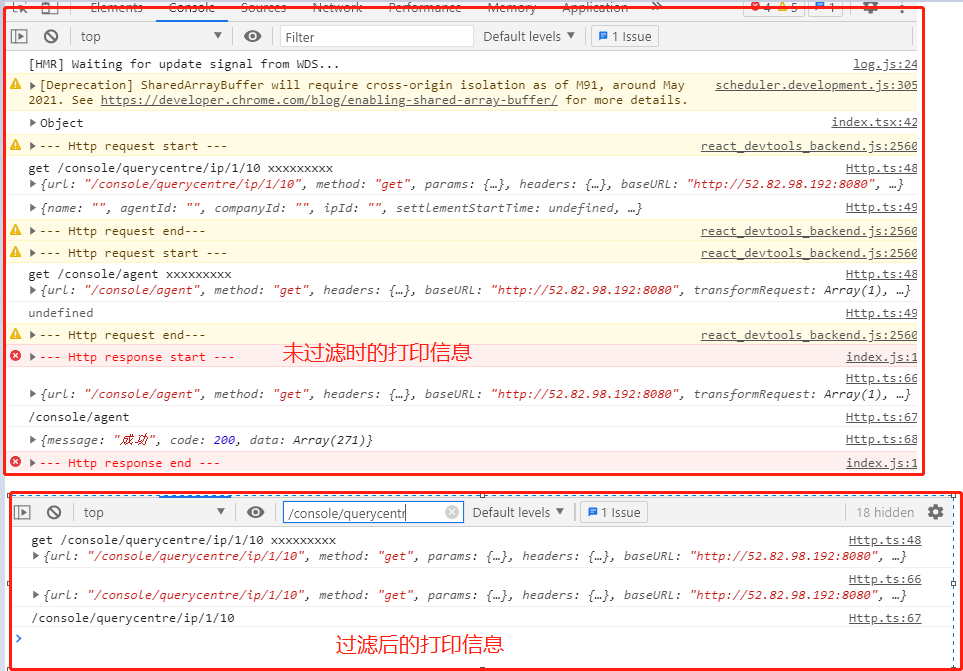 Elements Console Sources Network Performance Memory Application » 4 5 1
top Filter Default levels 1 Issue
[HMR] Waiting for update signal from WDS... log.js:24
[Deprecation] SharedArrayBuffer will require cross-origin isolation as of M91, around May scheduler.development.js:305
2021. See https://developer.chrome.com/blog/enabling-shared-array-buffer/ for more details.
Object index.tsx:42
--- Http request start --- react_devtools_backend.js:2560
get /console/querycentre/ip/1/10 xxxxxxxxx Http.ts:48
{url: "/console/querycentre/ip/1/10", method: "get", params: {…}, headers: {…}, baseURL: "http://52.82.98.192:8080", …}
{name: "", agentId: "", companyId: "", ipId: "", settlementStartTime: undefined, …} Http.ts:49
--- Http request end--- react_devtools_backend.js:2560
--- Http request start --- react_devtools_backend.js:2560
get /console/agent xxxxxxxxx Http.ts:48
{url: "/console/agent", method: "get", headers: {…}, baseURL: "http://52.82.98.192:8080", transformRequest: Array(1), …}
undefined Http.ts:49
--- Http request end--- react_devtools_backend.js:2560
--- Http response start --- 未过滤时的打印信息 index.js:1
Http.ts:66
{url: "/console/agent", method: "get", headers: {…}, baseURL: "http://52.82.98.192:8080", transformRequest: Array(1), …}
/console/agent Http.ts:67
{message: "成功", code: 200, data: Array(271)} Http.ts:68
--- Http response end --- index.js:1
top /console/querycentr Default levels 1 Issue 18 hidden
get /console/querycentre/ip/1/10 xxxxxxxxx Http.ts:48
{url: "/console/querycentre/ip/1/10", method: "get", params: {…}, headers: {…}, baseURL: "http://52.82.98.192:8080", …}
Http.ts:66
{url: "/console/querycentre/ip/1/10", method: "get", params: {…}, headers: {…}, baseURL: "http://52.82.98.192:8080", …}
/console/querycentre/ip/1/10 Http.ts:67
过滤后的打印信息